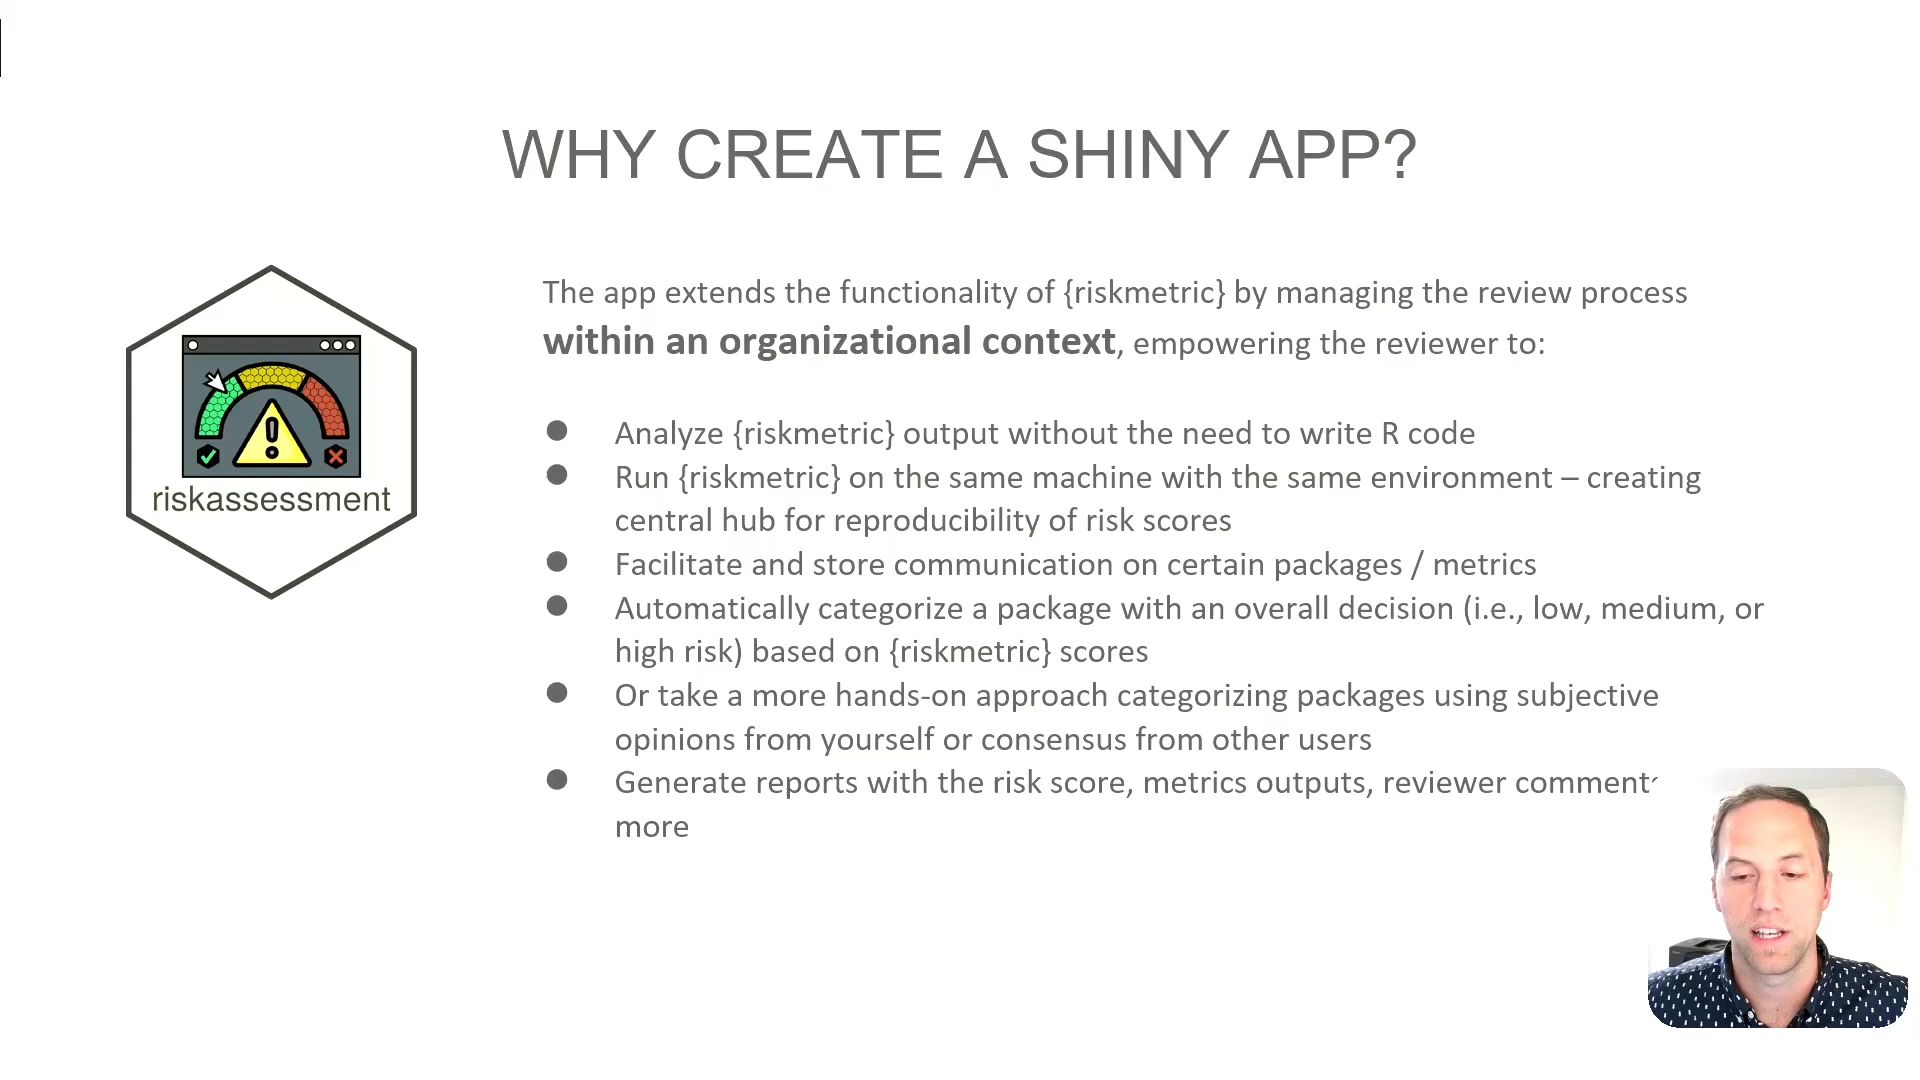 WHY CREATE A SHINY APP?
riskassessment
The app extends the functionality of {riskmetric} by managing the review process
within an organizational context, empowering the reviewer to:
● Analyze {riskmetric} output without the need to write R code
● Run {riskmetric} on the same machine with the same environment – creating
central hub for reproducibility of risk scores
● Facilitate and store communication on certain packages / metrics
● Automatically categorize a package with an overall decision (i.e., low, medium, or
high risk) based on {riskmetric} scores
● Or take a more hands-on approach categorizing packages using subjective
opinions from yourself or consensus from other users
● Generate reports with the risk score, metrics outputs, reviewer comment
more